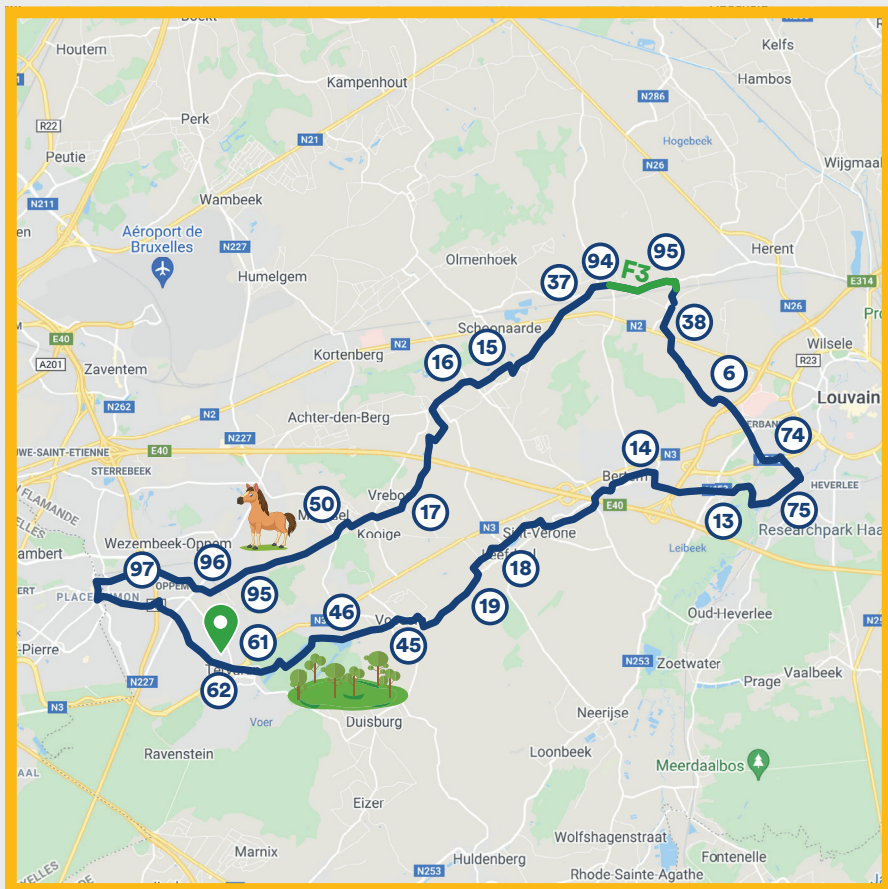 Houtem
Kelfs
Kampenhout
Hambos
N286
Perk
R22
N21
Hogebeek
Peutie
N26
Wijgmaal
Wambeek
N211
Aéroport de
Bruxelles
N227
95
Herent
Olmenhoek
94
F3
Humelgem
37
E314
N26
38
Schoonaarde
N2
E40
N2
Wilsele
Kortenberg
15
R23
A201
16
6
Zaventem
Louvain
N262
N2
Achter-den-Berg
74
N227
E40
14
N3
STERREBEEK
HEVERLEE
50
17
E40
13
75
N3
Researchpark Haa
Kooige
Wezembeek-Oppem
Leibeek
96
18
97
95
19
Oud-Heverlee
46
61
45
N253
Zoetwater
62
N227
Vaalbeek
Prage
N3
Voer
Duisburg
Neerijse
Ravenstein
Loonbeek
Meerdaalbos
Eizer
Wolfshagenstraat
Marnix
Huldenberg
Fontenelle
N253
Rhode-Sainte-Agathe